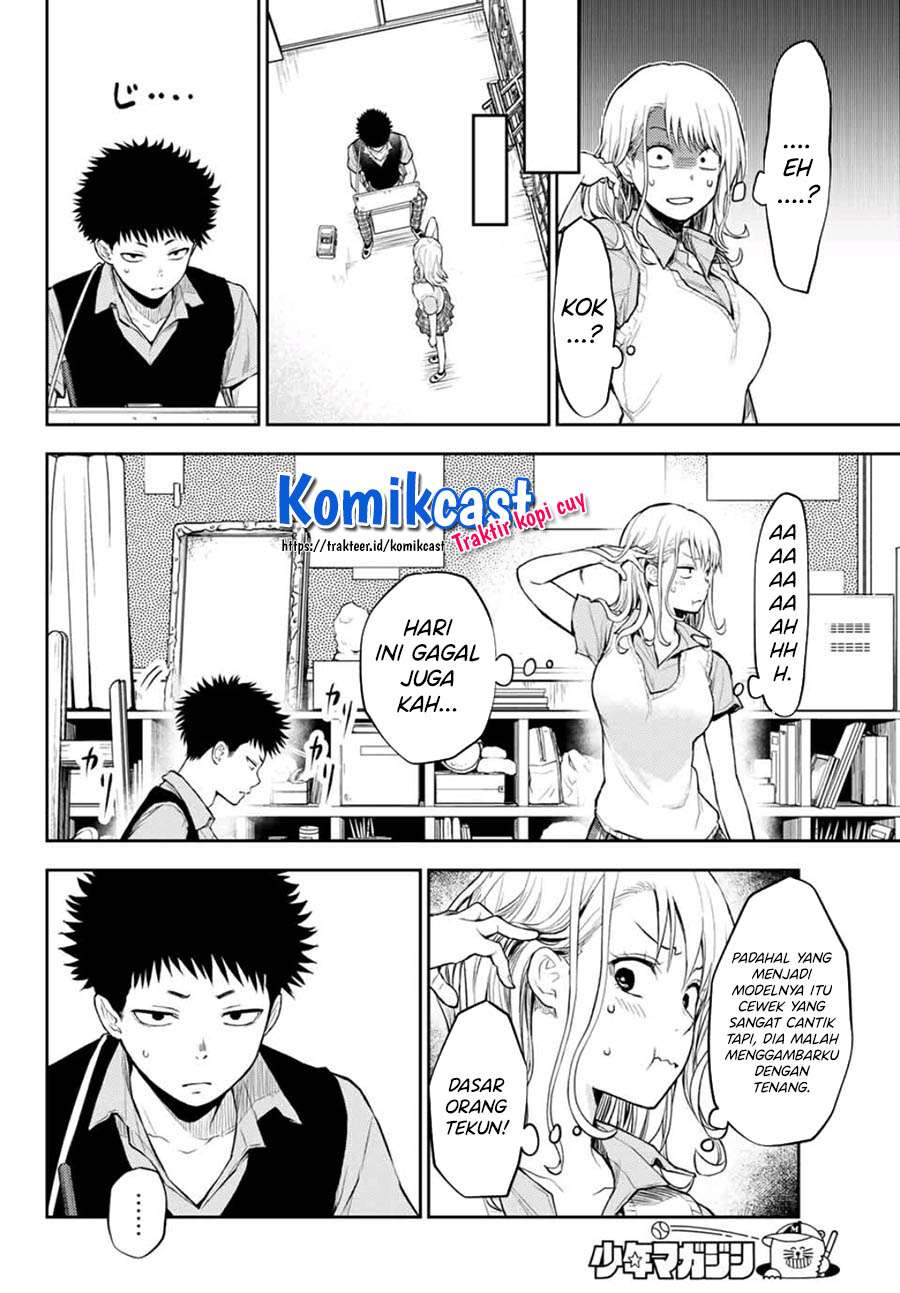 ....
EH
....?
KOK
....?
じ････
Komikcast
https://trakteer.id/komikcast
Traktir kopi cuy
AA
AA
AA
AA
AH
HH
H.
HARI
INI GAGAL
JUGA
KAH...
カリ
カリ
PADAHAL YANG
MENJADI
MODELNYA ITU
CEWEK YANG
SANGAT CANTIK
TAPI, DIA MALAH
MENGGAMBARKU
DENGAN
TENANG.
DASAR
ORANG
TEKUN!
......
少年マガジン
M